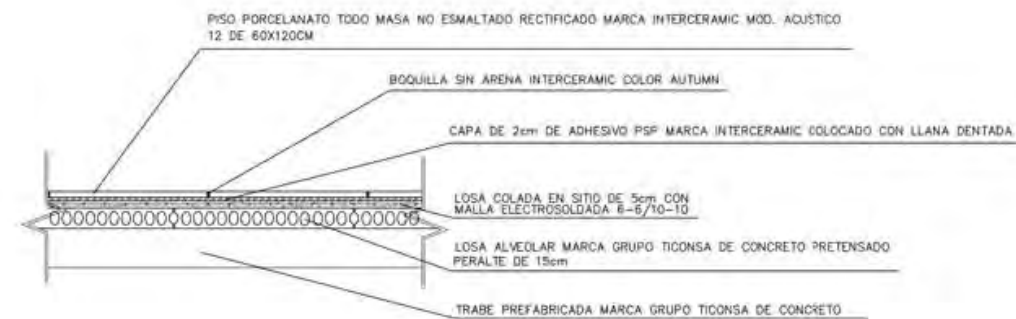 PISO PORCELANATO TODO MASA NO ESMALTADO RECTIFICADO MARCA INTERCERAMIC MOD. ACUSTICO
12 DE 60X120CM
BOQUILLA SIN ARENA INTERCERAMIC COLOR AUTUMN
CAPA DE 2cm DE ADHESIVO PSP MARCA INTERCERAMIC COLOCADO CON LLANA DENTADA
LOSA COLADA EN SITIO DE 5cm CON
MALLA ELECTROSOLDADA 6-6/10-10
LOSA ALVEOLAR MARCA GRUPO TICONSA DE CONCRETO PRETENSADO
PERALTE DE 15cm
TRABE PREFABRICADA MARCA GRUPO TICONSA DE CONCRETO